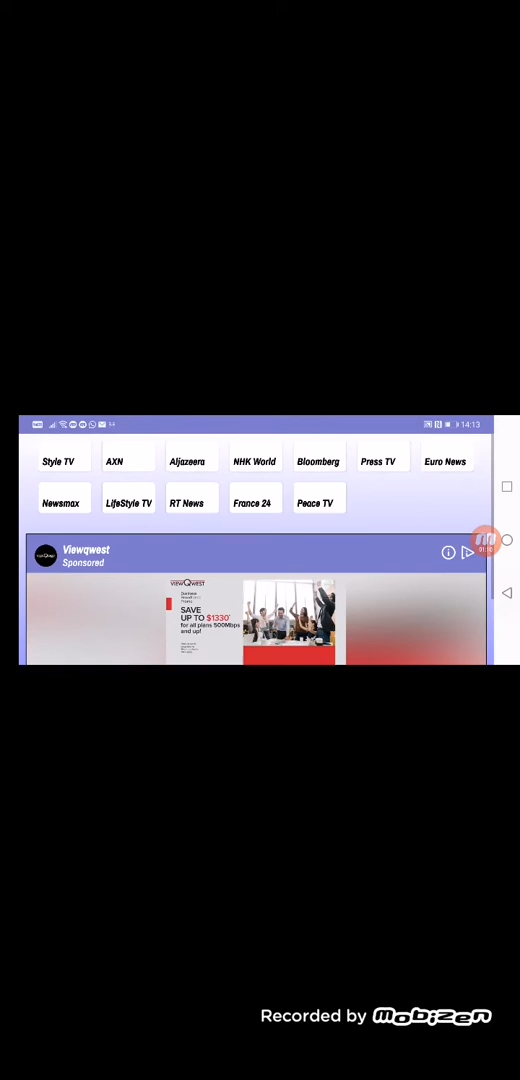 14:13
Style TV
AXN
Aljazeera
NHK World
Bloomberg
Press TV
Euro News
Newsmax
LifeStyle TV
RT News
France 24
Peace TV
Viewqwest
Sponsored
01:10
VIEWQWEST
SAVE
UP TO $1330*
for all plans 500Mbps
and up!
Recorded by MOBIZEN